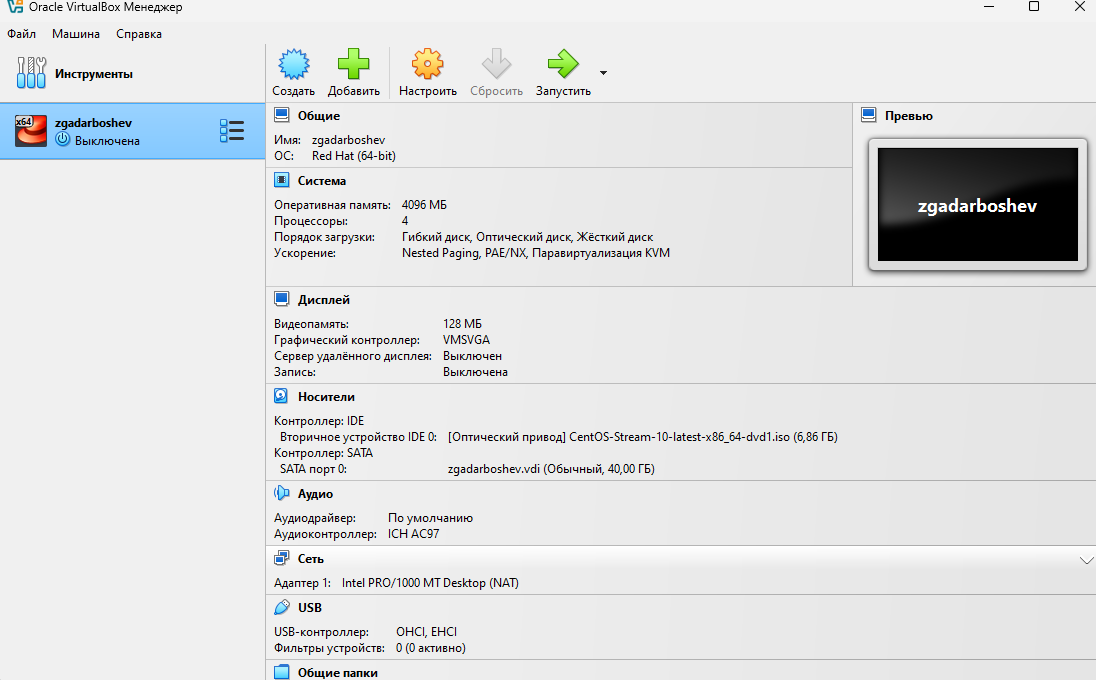 Oracle VirtualBox Менеджер
Файл Машина Справка
Инструменты
Создать Добавить Настроить Сбросить Запустить
x64 zgadarboshev
Выключена
Общие
Имя: zgadarboshev
ОС: Red Hat (64-bit)
Превью
zgadarboshev
Система
Оперативная память: 4096 МБ
Процессоры: 4
Порядок загрузки: Гибкий диск, Оптический диск, Жёсткий диск
Ускорение: Nested Paging, PAE/NX, Паравиртуализация KVM
Дисплей
Видеопамять: 128 МБ
Графический контроллер: VMSVGA
Сервер удалённого дисплея: Выключен
Запись: Выключена
Носители
Контроллер: IDE
Вторичное устройство IDE 0: [Оптический привод] CentOS-Stream-10-latest-x86_64-dvd1.iso (6,86 ГБ)
Контроллер: SATA
SATA порт 0: zgadarboshev.vdi (Обычный, 40,00 ГБ)
Аудио
Аудиодрайвер: По умолчанию
Аудиоконтроллер: ICH AC97
Сеть
Адаптер 1: Intel PRO/1000 MT Desktop (NAT)
USB
USB-контроллер: OHCI, EHCI
Фильтры устройств: 0 (0 активно)
Общие папки